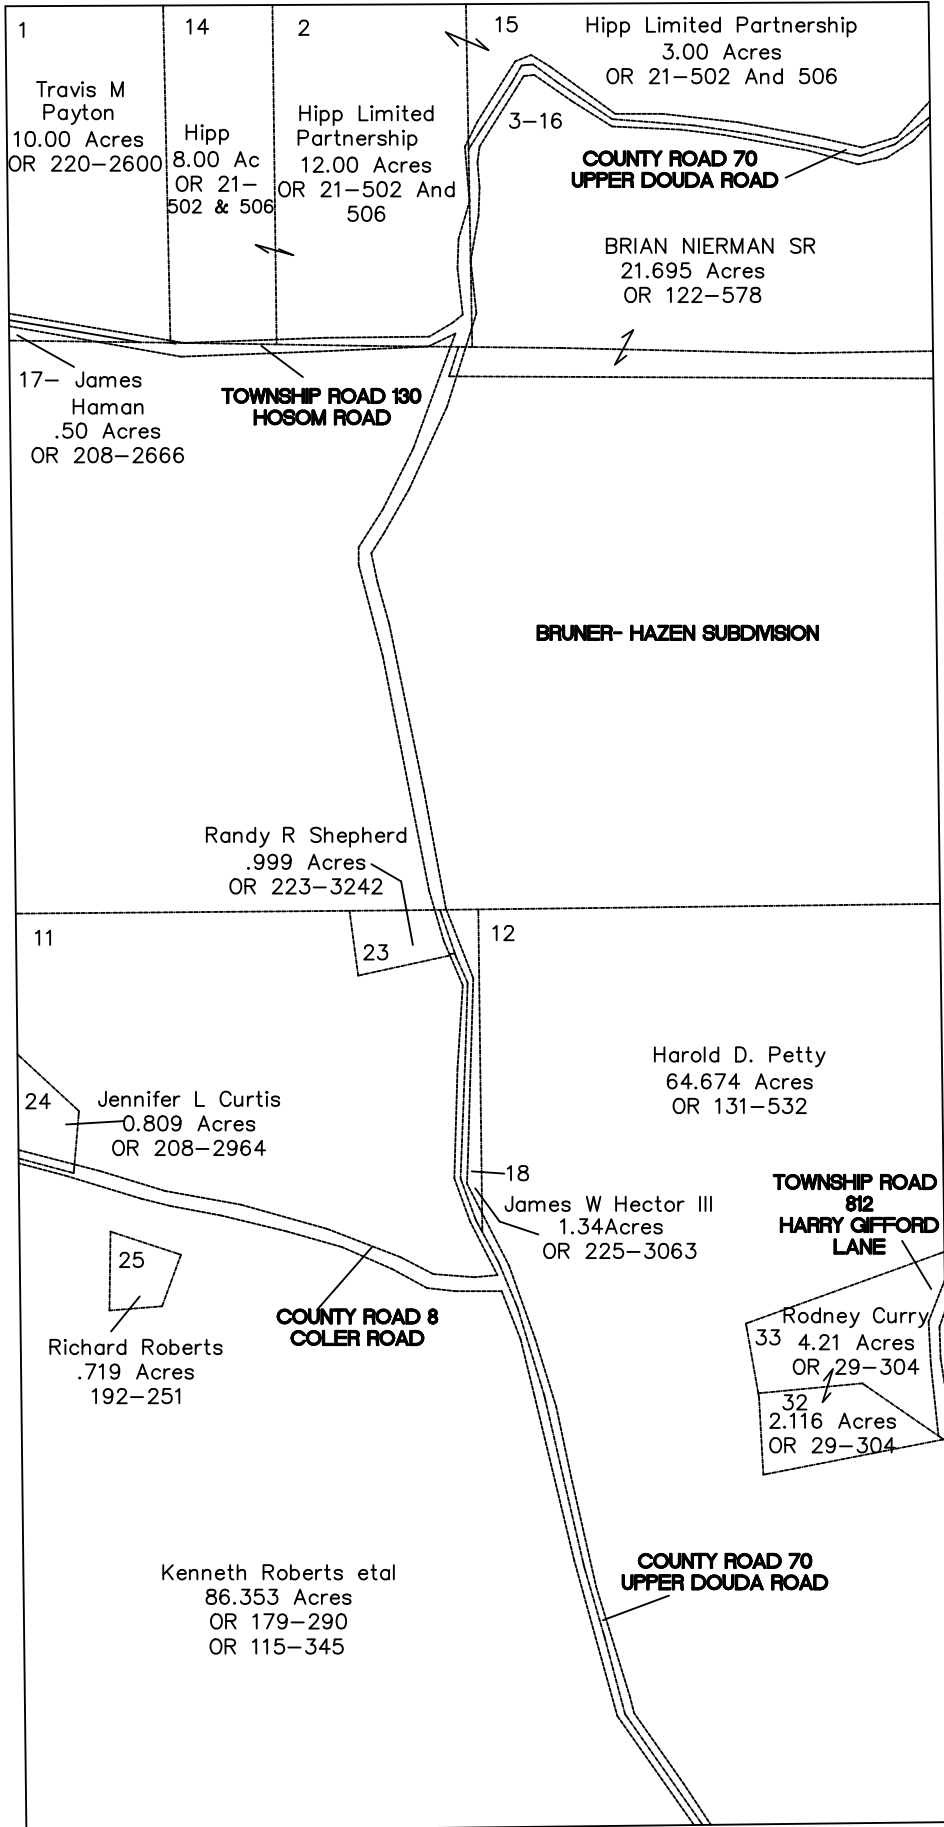 1
14
2
15
Hipp Limited Partnership
3.00 Acres
OR 21-502 And 506
Travis M
Payton
10.00 Acres
OR 220-2600
Hipp
8.00 Ac
OR 21-
502 & 506
Hipp Limited
Partnership
12.00 Acres
OR 21-502 And
506
3-16
COUNTY ROAD 70
UPPER DOUDA ROAD
BRIAN NIERMAN SR
21.695 Acres
OR 122-578
17- James
Haman
.50 Acres
OR 208-2666
TOWNSHIP ROAD 130
HOSOM ROAD
BRUNER- HAZEN SUBDIVISION
Randy R Shepherd
.999 Acres
OR 223-3242
11
23
12
Harold D. Petty
64.674 Acres
OR 131-532
24
Jennifer L Curtis
0.809 Acres
OR 208-2964
18
James W Hector III
1.34Acres
OR 225-3063
TOWNSHIP ROAD
812
HARRY GIFFORD
LANE
25
Richard Roberts
.719 Acres
192-251
COUNTY ROAD 8
COLER ROAD
Rodney Curry
33 4.21 Acres
OR 29-304
32
2.116 Acres
OR 29-304
Kenneth Roberts etal
86.353 Acres
OR 179-290
OR 115-345
COUNTY ROAD 70
UPPER DOUDA ROAD